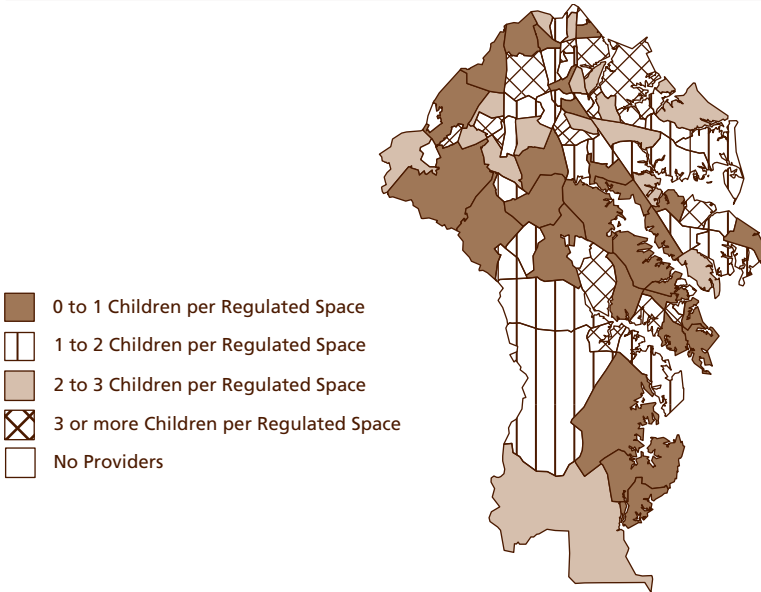 0 to 1 Children per Regulated Space
1 to 2 Children per Regulated Space
2 to 3 Children per Regulated Space
3 or more Children per Regulated Space
No Providers